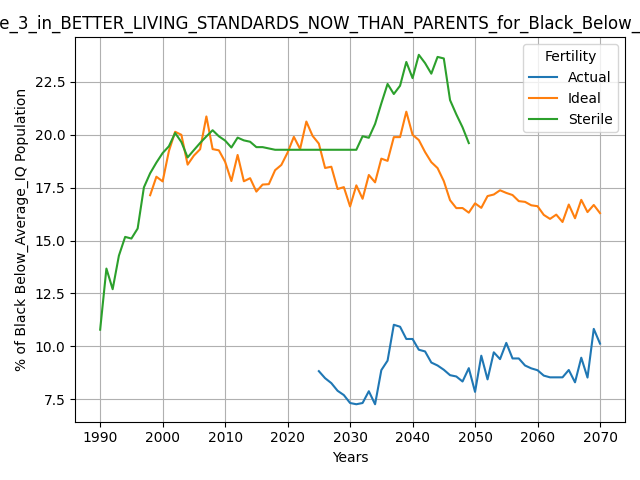 e_3_in_BETTER_LIVING_STANDARDS_NOW_THAN_PARENTS_for_Black_Below_
% of Black Below_Average_IQ Population
22.5
20.0
17.5
15.0
12.5
10.0
7.5
Fertility
Actual
Ideal
Sterile
1990
2000
2010
2020
2030
2040
2050
2060
2070
Years